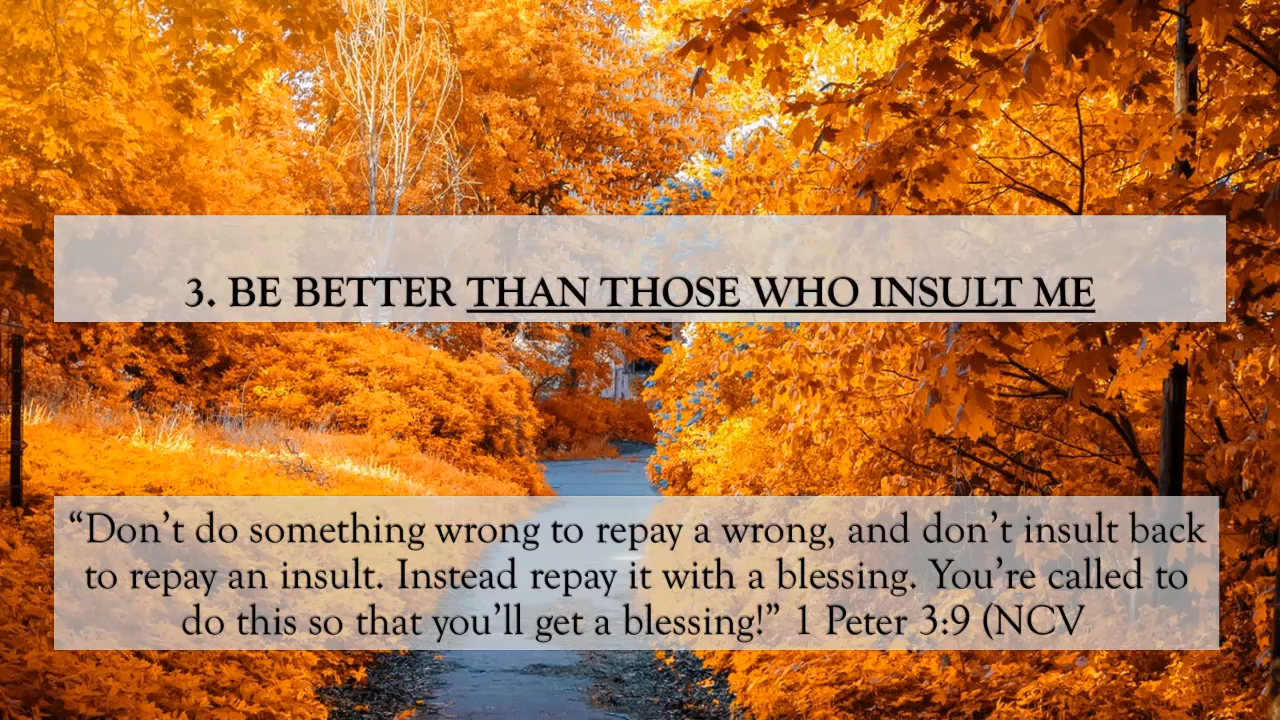 3. BE BETTER THAN THOSE WHO INSULT ME
“Don’t do something wrong to repay a wrong, and don’t insult back
to repay an insult. Instead repay it with a blessing. You’re called to
do this so that you’ll get a blessing!” 1 Peter 3:9 (NCV